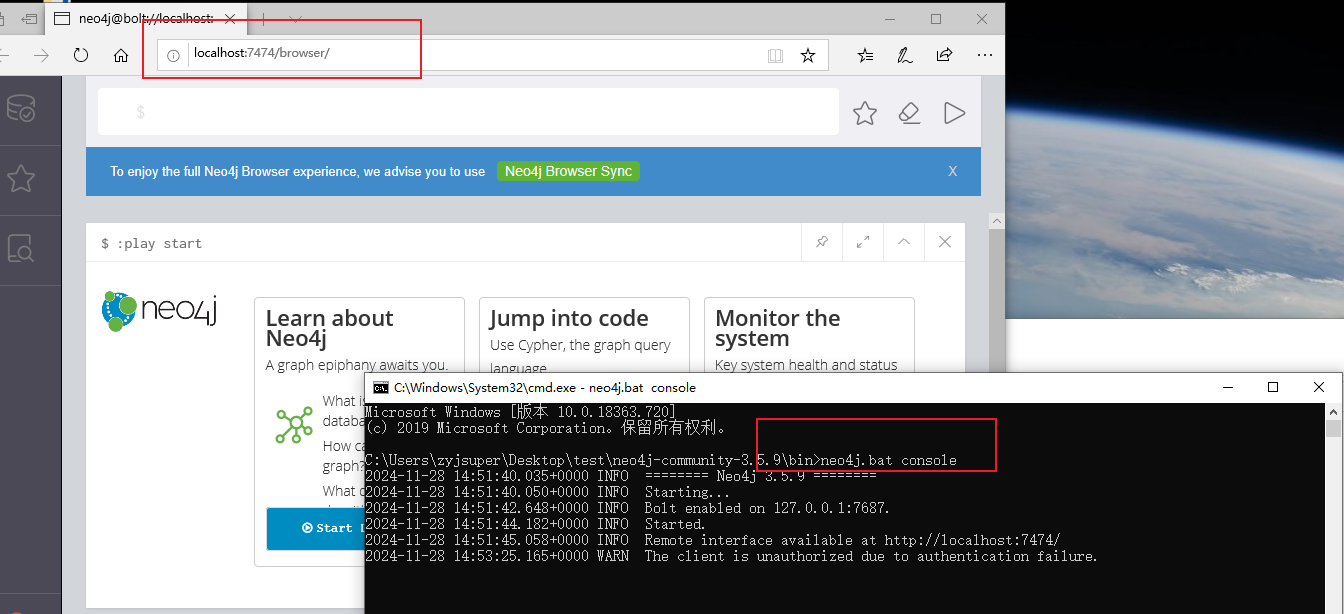 neo4j@bolt://localhost:
localhost:7474/browser/
$
To enjoy the full Neo4j Browser experience, we advise you to use Neo4j Browser Sync X
$ :play start
neo4j
Learn about
Neo4j
A graph epiphany awaits you.
What is
databa
How ca
graph?
What d
Start
Jump into code
Use Cypher, the graph query
language
Monitor the
system
Key system health and status
C:\Windows\System32\cmd.exe - neo4j.bat  console
Microsoft Windows [版本 10.0.18363.720]
(c) 2019 Microsoft Corporation。保留所有权利。
C:\Users\zyjsuper\Desktop\test\neo4j-community-3.5.9\bin>neo4j.bat console
2024-11-28 14:51:40.035+0000 INFO  ======== Neo4j 3.5.9 ========
2024-11-28 14:51:40.050+0000 INFO  Starting...
2024-11-28 14:51:42.648+0000 INFO  Bolt enabled on 127.0.0.1:7687.
2024-11-28 14:51:44.182+0000 INFO  Started.
2024-11-28 14:51:45.058+0000 INFO  Remote interface available at http://localhost:7474/
2024-11-28 14:53:25.165+0000 WARN  The client is unauthorized due to authentication failure.